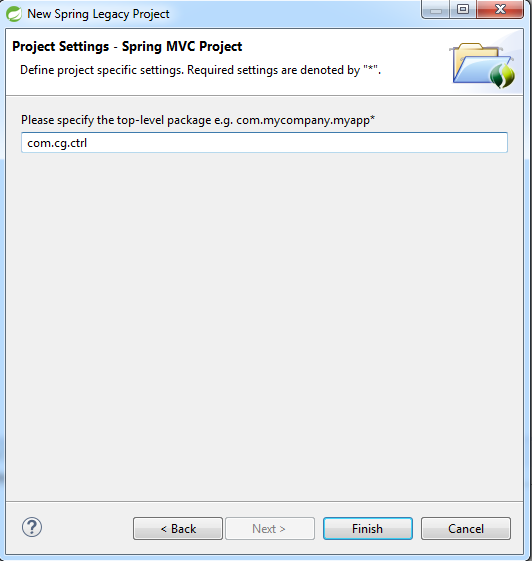 New Spring Legacy Project
Project Settings - Spring MVC Project
Define project specific settings. Required settings are denoted by "*".
Please specify the top-level package e.g. com.mycompany.myapp*
com.cg.ctrl
?
< Back
Next >
Finish
Cancel